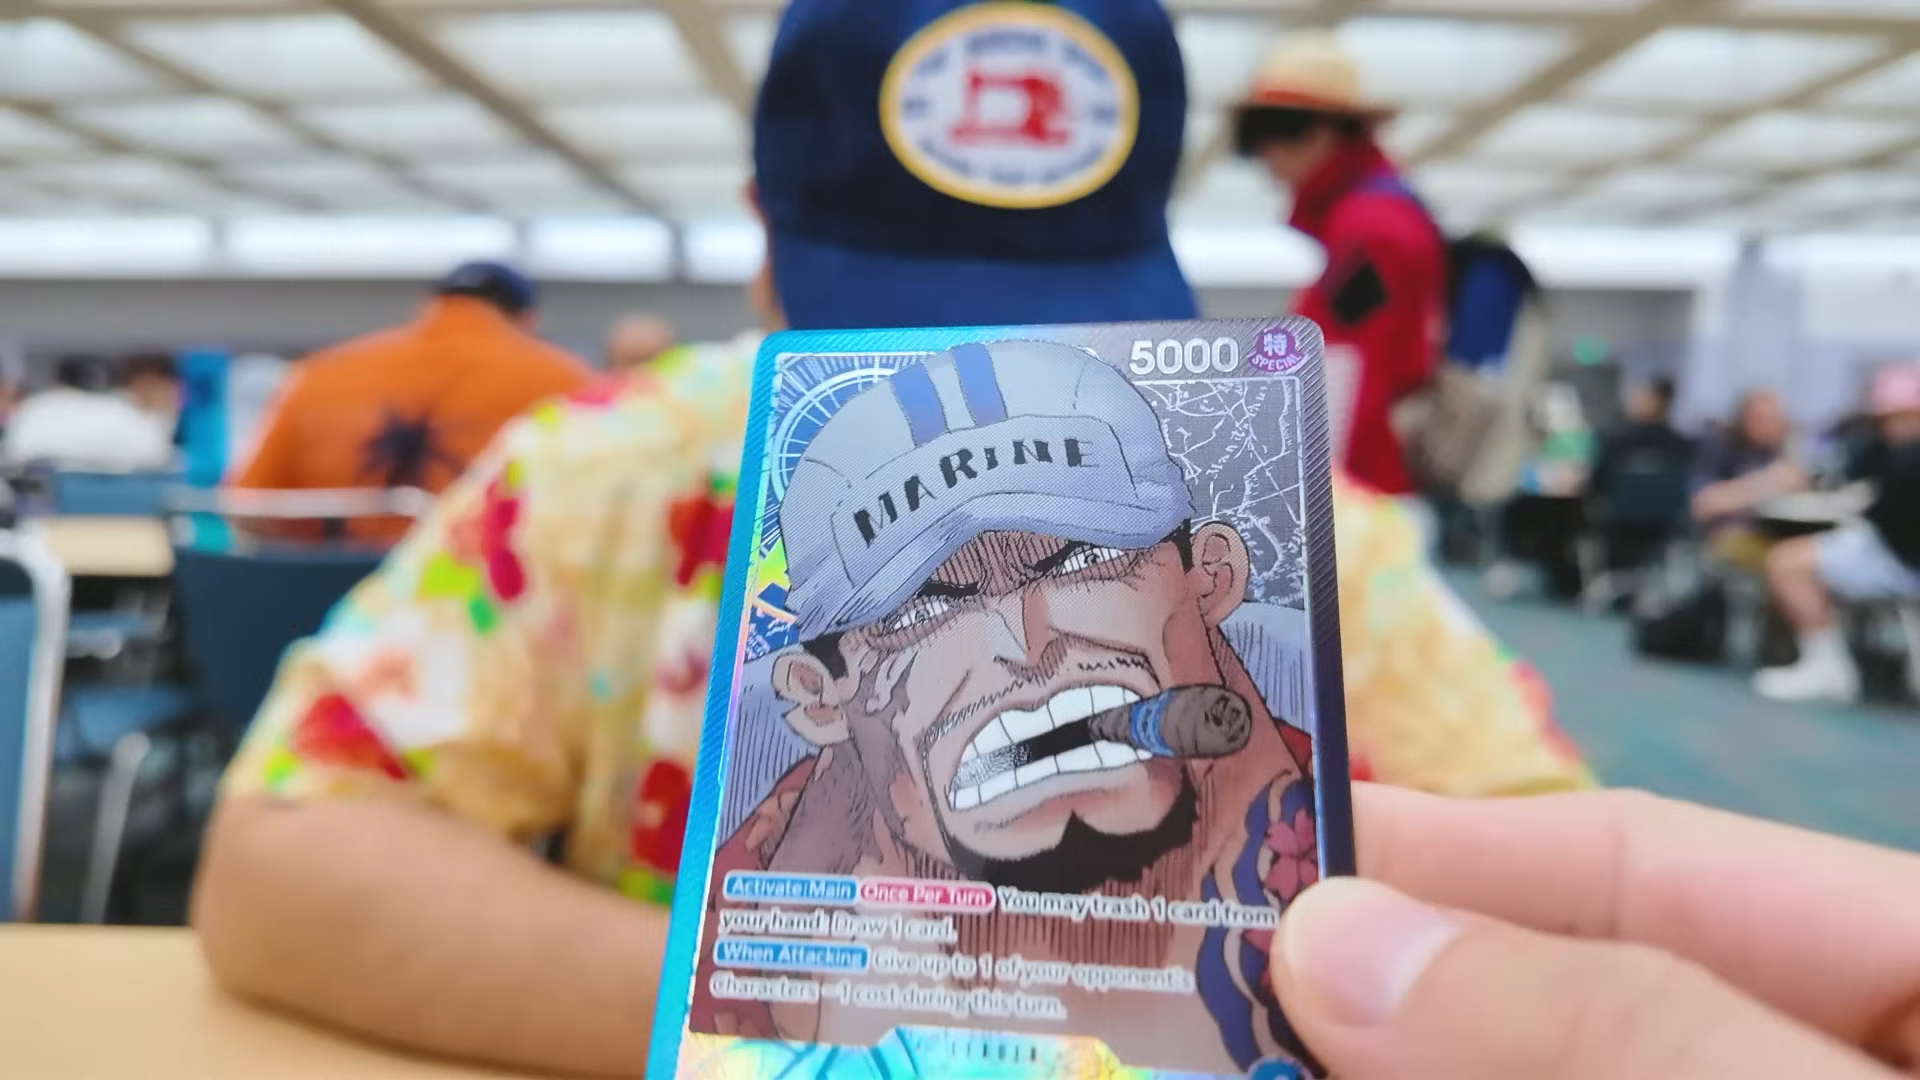 5000
特
SPECIAL
MARINE
Activate:Main Once Per Turn You may trash 1 card from
your hand: Draw 1 card.
When Attacking Give up to 1 of your opponent's
Characters −1 cost during this turn.
LEADER